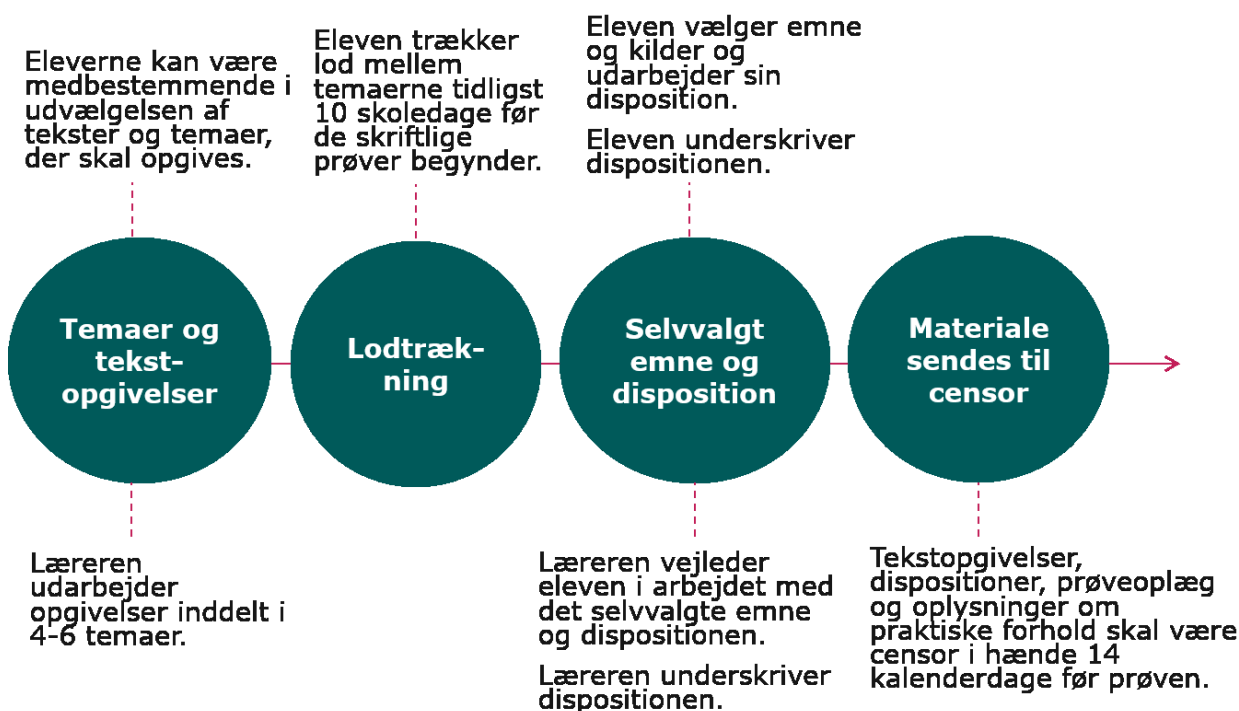 Eleverne kan være
medbestemmende i
udvælgelsen af
tekster og temaer,
der skal opgives.
Eleven trækker
lod mellem
temaerne tidligst
10 skoledage før
de skriftlige
prøver begynder.
Eleven vælger emne
og kilder og
udarbejder sin
disposition.
Eleven underskriver
dispositionen.
Temaer og
tekst-
opgivelser
Lodtræk-
ning
Selvvalgt
emne og
disposition
Materiale
sendes til
censor
Læreren
udarbejder
opgivelser inddelt i
4-6 temaer.
Læreren vejleder
eleven i arbejdet med
det selvvalgte emne
og dispositionen.
Læreren underskriver
dispositionen.
Tekstopgivelser,
dispositioner, prøveoplæg
og oplysninger om
praktiske forhold skal være
censor i hænde 14
kalenderdage før prøven.